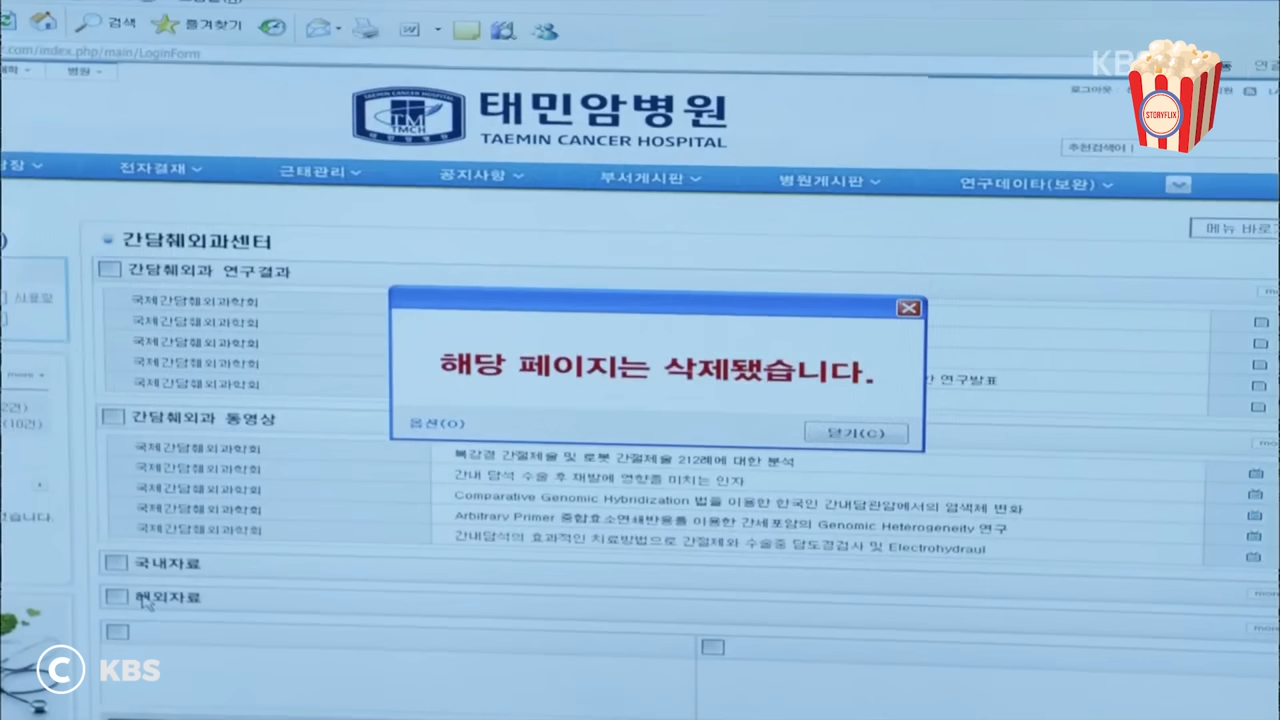 검색
즐겨찾기
W
.com/index.php/main/LoginForm
병원
KBS
로그아웃
STORYFLIX
TAEMIN CANCER HOSPITAL
TM
TMCH
태민암병원
TAEMIN CANCER HOSPITAL
추천검색어
전자결재
근태관리
공지사항
부서게시판
병원게시판
연구데이타(보완)
메뉴 바로
간담췌외과센터
간담췌외과 연구결과
국제간담췌외과학회
국제간담췌외과학회
국제간담췌외과학회
국제간담췌외과학회
국제간담췌외과학회
연구발표
해당 페이지는 삭제됐습니다.
옵션(O)
닫기(C)
간담췌외과 동영상
국제간담췌외과학회
복강경 간절제술 및 로봇 간절제술 212례에 대한 분석
국제간담췌외과학회
간내 담석 수술 후 재발에 영향을 미치는 인자
국제간담췌외과학회
Comparative Genomic Hybridization 법을 이용한 한국인 간내담관암에서의 염색체 변화
국제간담췌외과학회
Arbitrary Primer 중합효소연쇄반응를 이용한 간세포암의 Genomic Heterogeneity 연구
국제간담췌외과학회
간내담석의 효과적인 치료방법으로 간절제와 수술중 담도경검사 및 Electrohydraul
국내자료
해외자료
C KBS